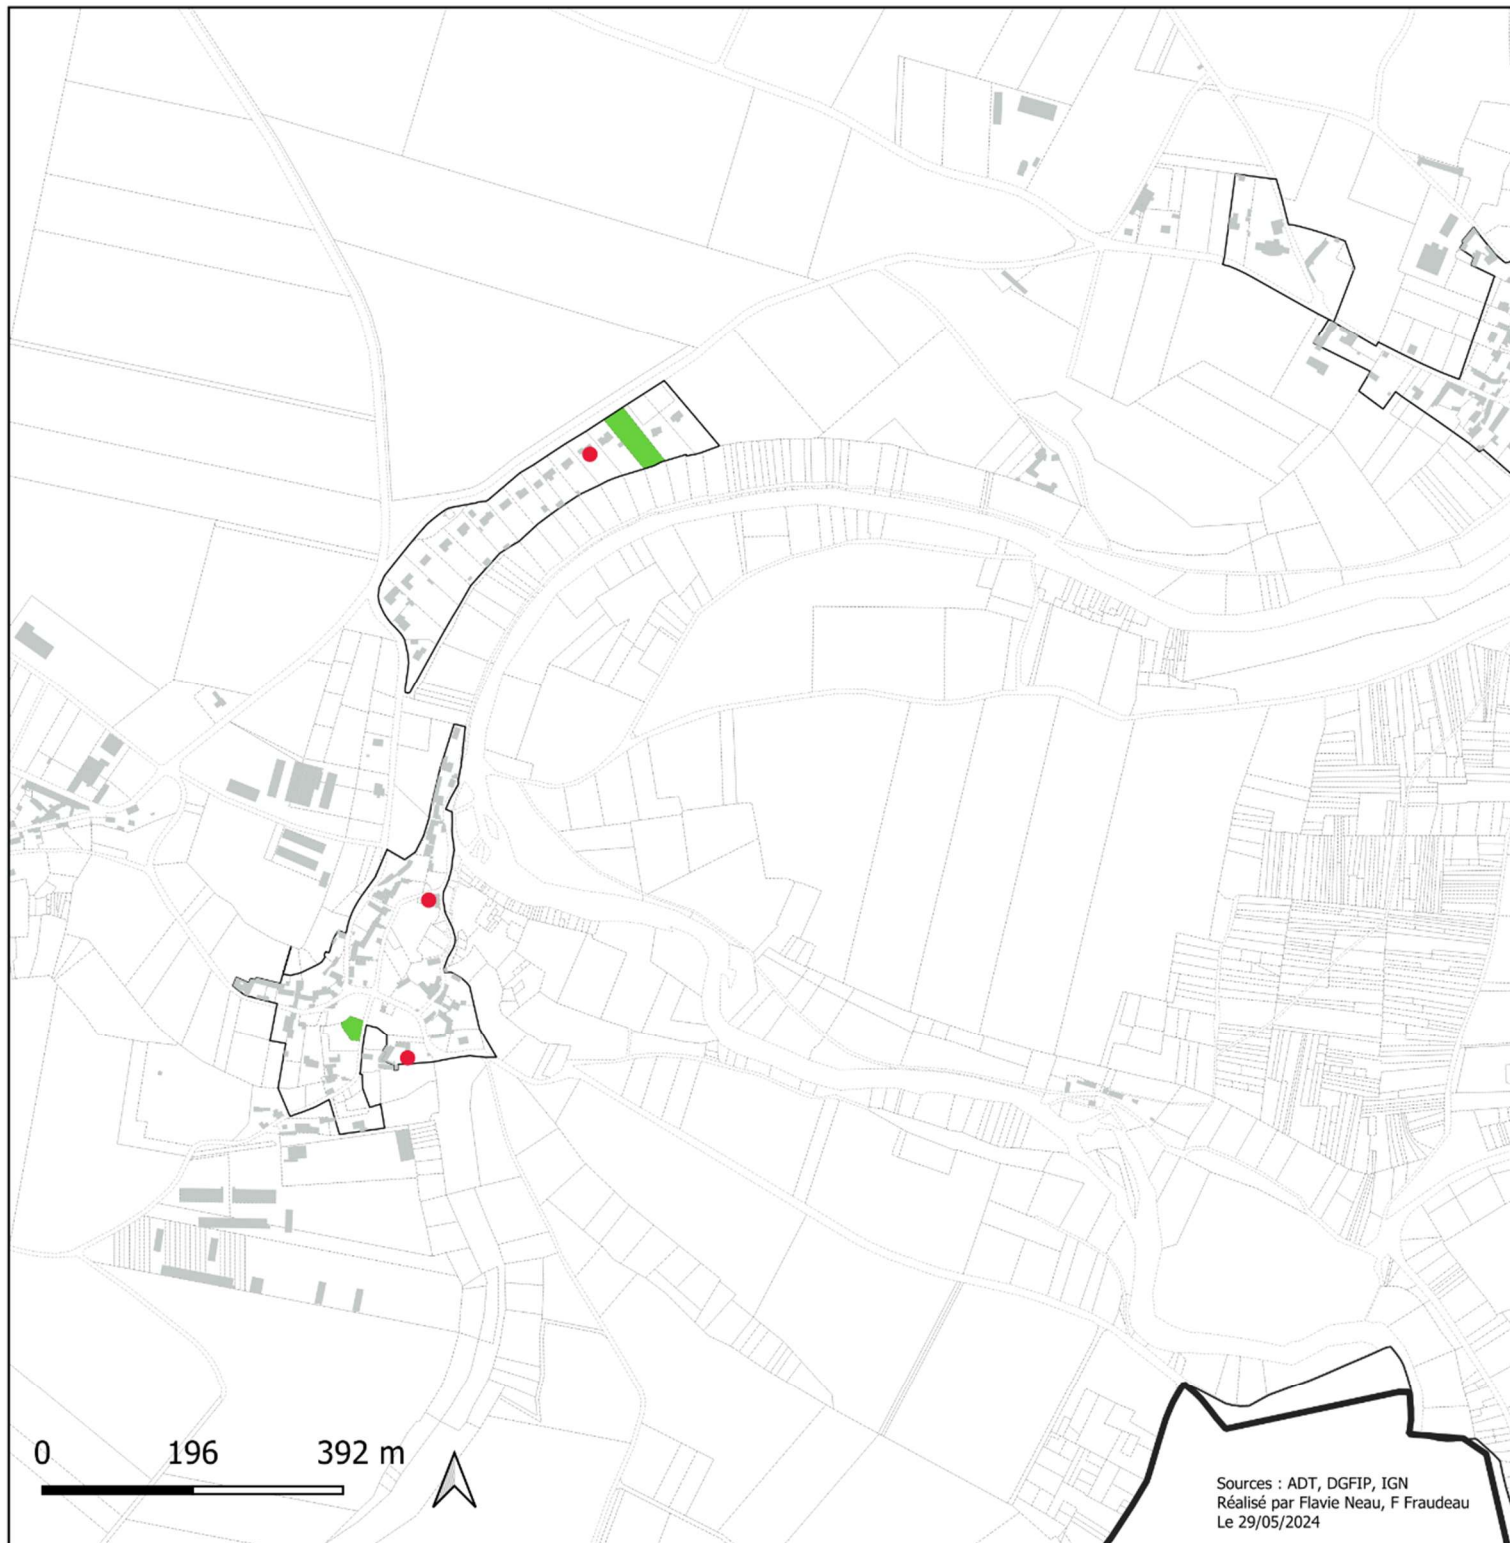 0 196 392 m
Sources : ADT, DGFIP, IGN
Réalisé par Flavie Neau, F Fraudeau
Le 29/05/2024